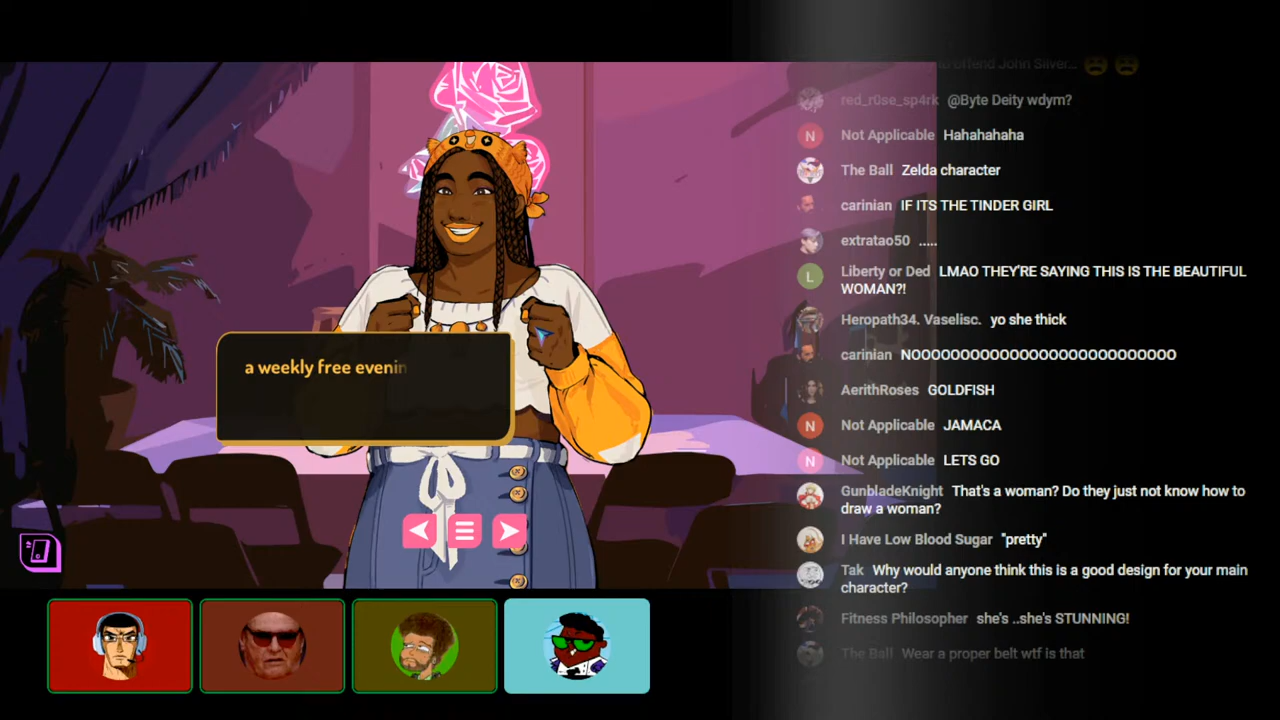 a weekly free evenin
to offend John Silver...
red_r0se_sp4rk @Byte Deity wdym?
N Not Applicable Hahahahaha
The Ball Zelda character
carinian IF ITS THE TINDER GIRL
extratao50 .....
L Liberty or Ded LMAO THEY'RE SAYING THIS IS THE BEAUTIFUL
WOMAN?!
Heropath34. Vaselisc. yo she thick
carinian NOOOOOOOOOOOOOOOOOOOOOOOOOOOO
AerithRoses GOLDFISH
N Not Applicable JAMACA
N Not Applicable LETS GO
GunbladeKnight That's a woman? Do they just not know how to
draw a woman?
I Have Low Blood Sugar "pretty"
Tak Why would anyone think this is a good design for your main
character?
Fitness Philosopher she's ..she's STUNNING!
The Ball Wear a proper belt wtf is that